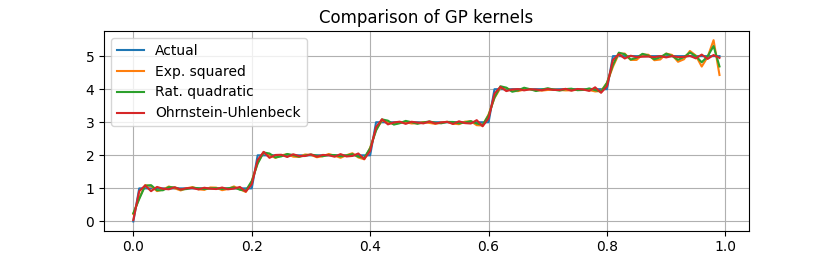 Comparison of GP kernels
Actual
Exp. squared
Rat. quadratic
Ohrnstein-Uhlenbeck
5
4
3
2
1
0
0.0 0.2 0.4 0.6 0.8 1.0